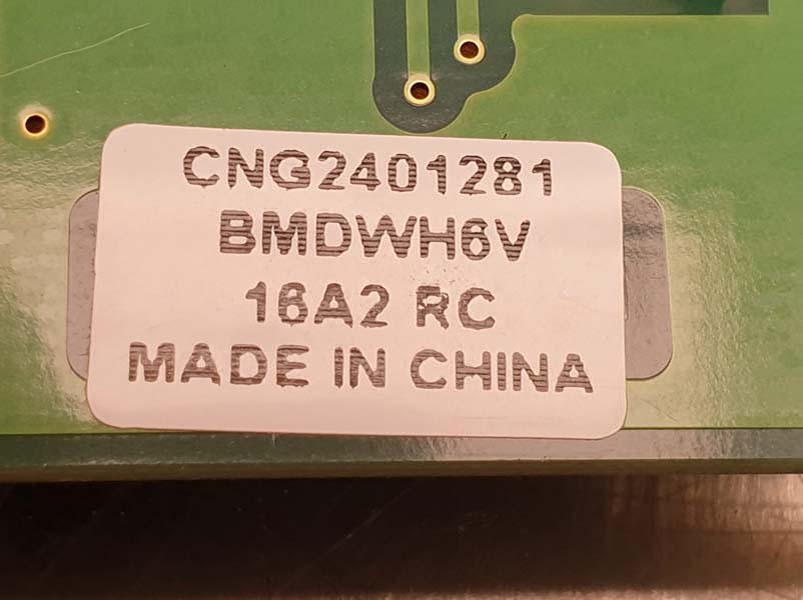 CNG2401281
BMDWH6V
16A2 RC
MADE IN CHINA